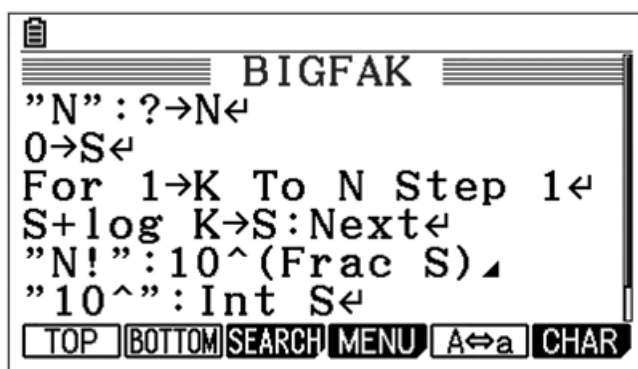 BIGFAK
"N":?→N↵
0→S↵
For 1→K To N Step 1↵
S+log K→S:Next↵
"N!":10^(Frac S)◢
"10^":Int S↵
TOP BOTTOM SEARCH MENU A⇔a CHAR